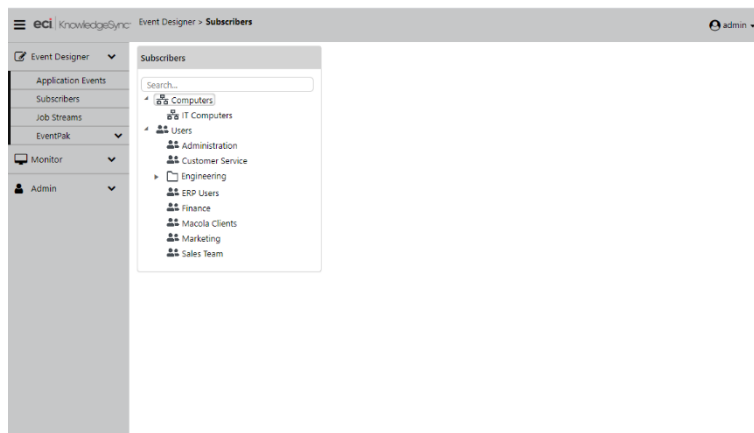 eci KnowledgeSync
Event Designer > Subscribers
admin
Event Designer
Application Events
Subscribers
Job Streams
EventPak
Monitor
Admin
Subscribers
Search...
Computers
IT Computers
Users
Administration
Customer Service
Engineering
ERP Users
Finance
Macola Clients
Marketing
Sales Team